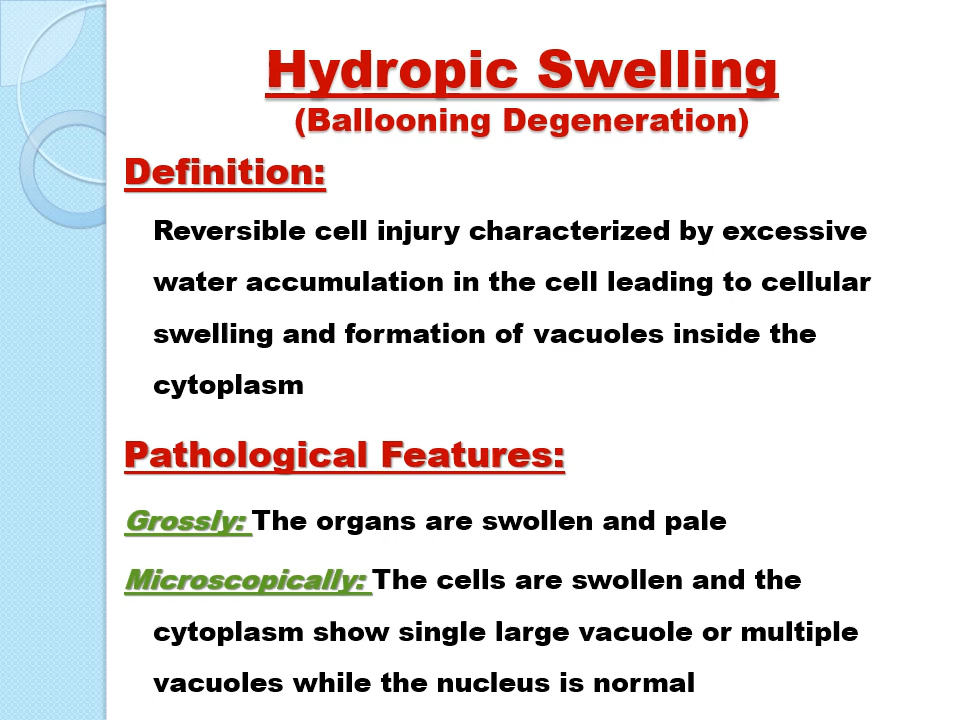 Hydropic Swelling
(Ballooning Degeneration)
Definition:
Reversible cell injury characterized by excessive
water accumulation in the cell leading to cellular
swelling and formation of vacuoles inside the
cytoplasm
Pathological Features:
Grossly: The organs are swollen and pale
Microscopically: The cells are swollen and the
cytoplasm show single large vacuole or multiple
vacuoles while the nucleus is normal